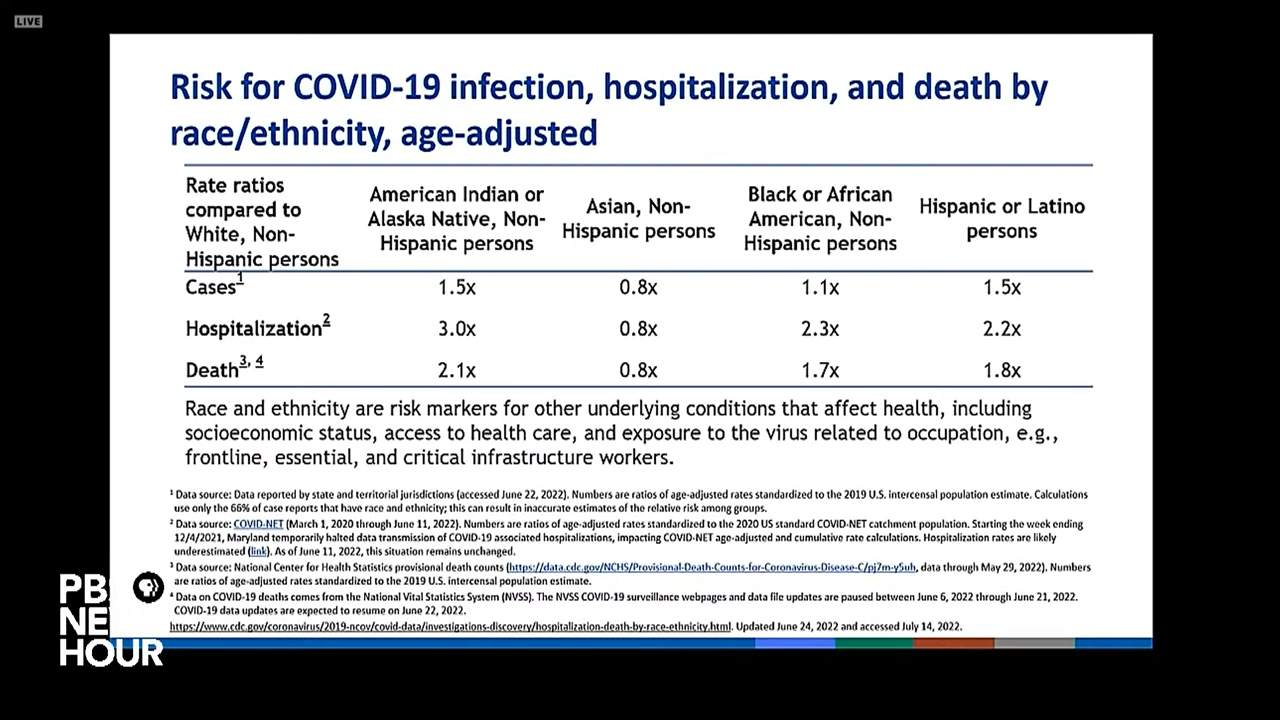 LIVE
Risk for COVID-19 infection, hospitalization, and death by
race/ethnicity, age-adjusted
Rate ratios
compared to
White, Non-
Hispanic persons
American Indian or
Alaska Native, Non-
Hispanic persons
Asian, Non-
Hispanic persons
Black or African
American, Non-
Hispanic persons
Hispanic or Latino
persons
Cases1 1.5x 0.8x 1.1x 1.5x
Hospitalization2 3.0x 0.8x 2.3x 2.2x
Death3, 4 2.1x 0.8x 1.7x 1.8x
Race and ethnicity are risk markers for other underlying conditions that affect health, including
socioeconomic status, access to health care, and exposure to the virus related to occupation, e.g.,
frontline, essential, and critical infrastructure workers.
1 Data source: Data reported by state and territorial jurisdictions (accessed June 22, 2022). Numbers are ratios of age-adjusted rates standardized to the 2019 U.S. intercensal population estimate. Calculations
use only the 66% of case reports that have race and ethnicity; this can result in inaccurate estimates of the relative risk among groups.
2 Data source: COVID-NET (March 1, 2020 through June 11, 2022). Numbers are ratios of age-adjusted rates standardized to the 2020 US standard COVID-NET catchment population. Starting the week ending
12/4/2021, Maryland temporarily halted data transmission of COVID-19 associated hospitalizations, impacting COVID-NET age-adjusted and cumulative rate calculations. Hospitalization rates are likely
underestimated (link). As of June 11, 2022, this situation remains unchanged.
3 Data source: National Center for Health Statistics provisional death counts (https://data.cdc.gov/NCHS/Provisional-Death-Counts-for-Coronavirus-Disease-C/pj7m-y5uh, data through May 29, 2022). Numbers
are ratios of age-adjusted rates standardized to the 2019 U.S. intercensal population estimate.
4 Data on COVID-19 deaths comes from the National Vital Statistics System (NVSS). The NVSS COVID-19 surveillance webpages and data file updates are paused between June 6, 2022 through June 21, 2022.
COVID-19 data updates are expected to resume on June 22, 2022.
https://www.cdc.gov/coronavirus/2019-ncov/covid-data/investigations-discovery/hospitalization-death-by-race-ethnicity.html. Updated June 24, 2022 and accessed July 14, 2022.
PBS
NEWS
HOUR